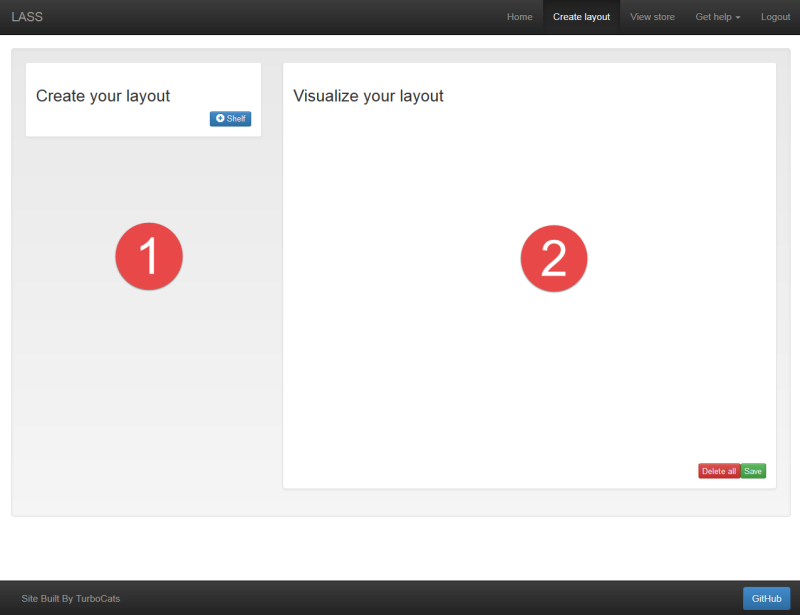 LASS
Home Create layout View store Get help Logout
Create your layout
Shelf
Visualize your layout
1
2
Delete all Save
Site Built By TurboCats
GitHub